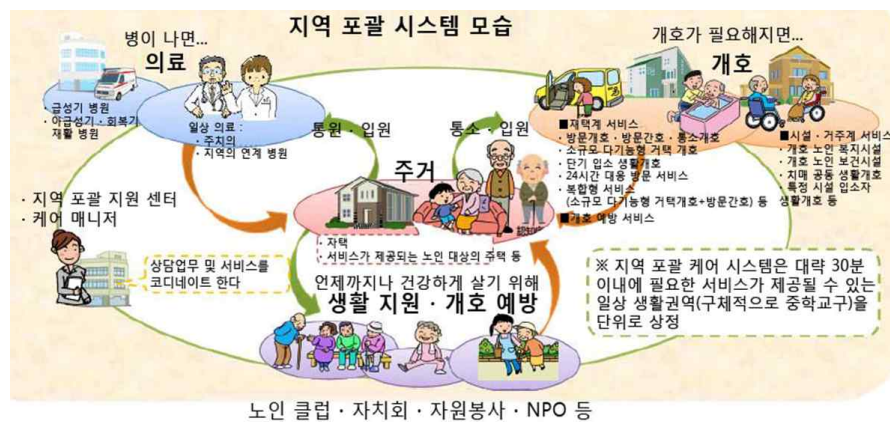 지역 포괄 시스템 모습
병이 나면...
의료
· 급성기 병원
· 아급성기 · 회복기
재활 병원
일상 의료 :
· 주치의
· 지역의 연계 병원
통원 · 입원
통소 · 입원
개호가 필요해지면...
개호
■재택계 서비스
· 방문개호 · 방문간호 · 통소개호
· 소규모 다기능형 거택 개호
· 단기 입소 생활개호
· 24시간 대응 방문 서비스
· 복합형 서비스
(소규모 다기능형 거택개호+방문간호) 등
■개호 예방 서비스
■시설 · 거주계 서비스
· 개호 노인 복지시설
· 개호 노인 보건시설
· 치매 공동 생활개호
· 특정 시설 입소자
생활개호 등
주거
· 자택
· 서비스가 제공되는 노인 대상의 주택 등
· 지역 포괄 지원 센터
· 케어 매니저
상담업무 및 서비스를
코디네이트 한다
언제까지나 건강하게 살기 위해
생활 지원 · 개호 예방
※ 지역 포괄 케어 시스템은 대략 30분
이내에 필요한 서비스가 제공될 수 있는
일상 생활권역(구체적으로 중학교구)을
단위로 상정
노인 클럽 · 자치회 · 자원봉사 · NPO 등